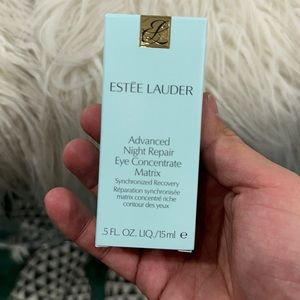 ESTĒE LAUDER
Advanced
Night Repair
Eye Concentrate
Matrix
Synchronized Recovery
Réparation synchronisée
matrix concentré riche
contour des yeux
.5 FL. OZ. LIQ./15ml ℮